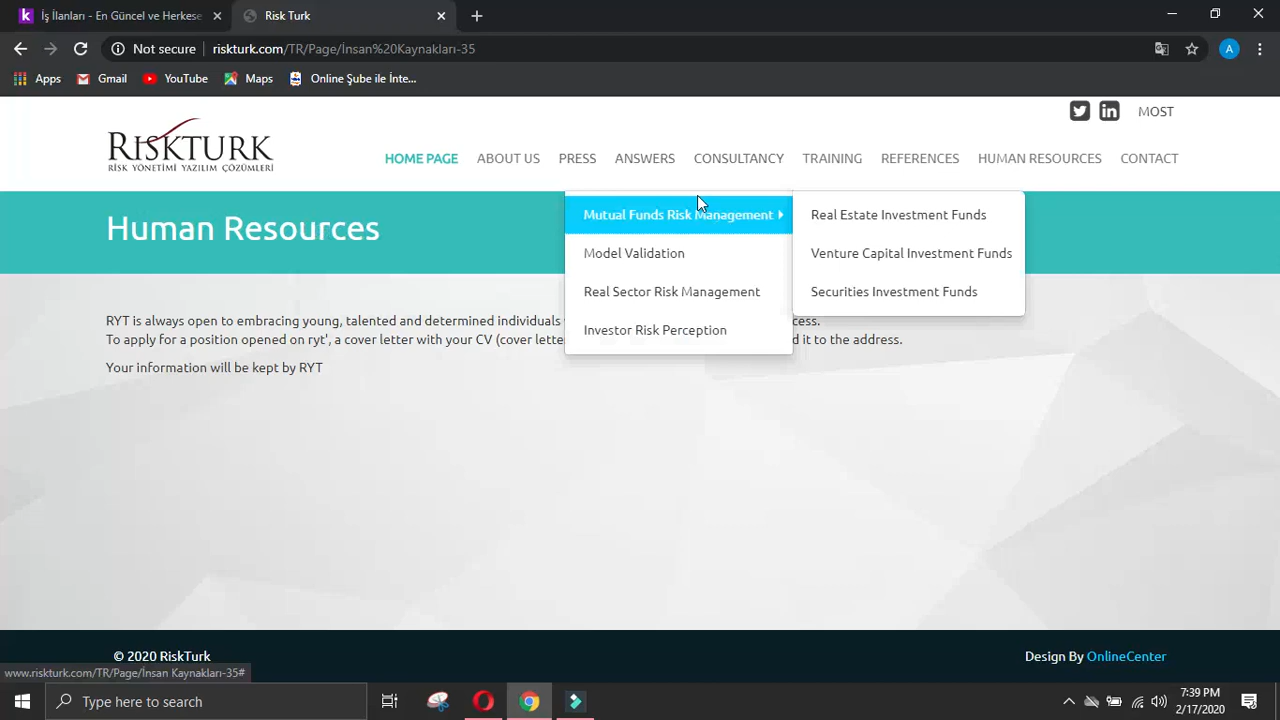 İş İlanları - En Güncel ve Herkese
Risk Turk
Not secure
riskturk.com/TR/Page/İnsan%20Kaynakları-35
A
Apps
Gmail
YouTube
Maps
Online Şube ile İnte...
MOST
RISKTURK
RİSK YÖNETİMİ YAZILIM ÇÖZÜMLERİ
HOME PAGE
ABOUT US
PRESS
ANSWERS
CONSULTANCY
TRAINING
REFERENCES
HUMAN RESOURCES
CONTACT
Human Resources
Mutual Funds Risk Management
Model Validation
Real Sector Risk Management
Investor Risk Perception
Real Estate Investment Funds
Venture Capital Investment Funds
Securities Investment Funds
RYT is always open to embracing young, talented and determined individuals
To apply for a position opened on ryt', a cover letter with your CV (cover lette d it to the address.
Your information will be kept by RYT
© 2020 RiskTurk
Design By OnlineCenter
www.riskturk.com/TR/Page/İnsan Kaynakları-35#
Type here to search
7:39 PM
2/17/2020